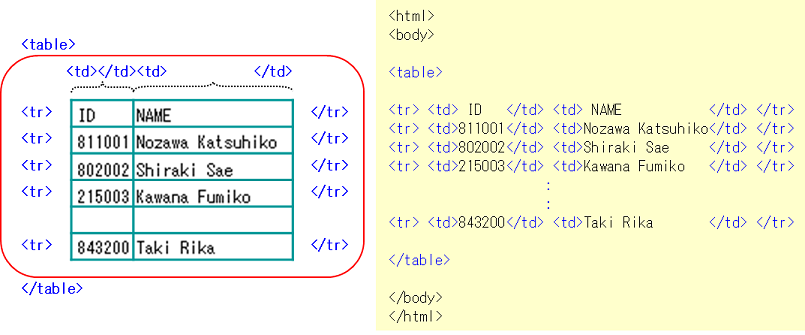 <table>
<td></td><td> </td>
<tr> ID NAME </tr>
<tr> 811001 Nozawa Katsuhiko </tr>
<tr> 802002 Shiraki Sae </tr>
<tr> 215003 Kawana Fumiko </tr>
<tr> 843200 Taki Rika </tr>
</table>
<html>
<body>
<table>
<tr> <td> ID </td> <td> NAME </td> </tr>
<tr> <td>811001</td> <td>Nozawa Katsuhiko</td> </tr>
<tr> <td>802002</td> <td>Shiraki Sae </td> </tr>
<tr> <td>215003</td> <td>Kawana Fumiko </td> </tr>
:
:
<tr> <td>843200</td> <td>Taki Rika </td> </tr>
</table>
</body>
</html>